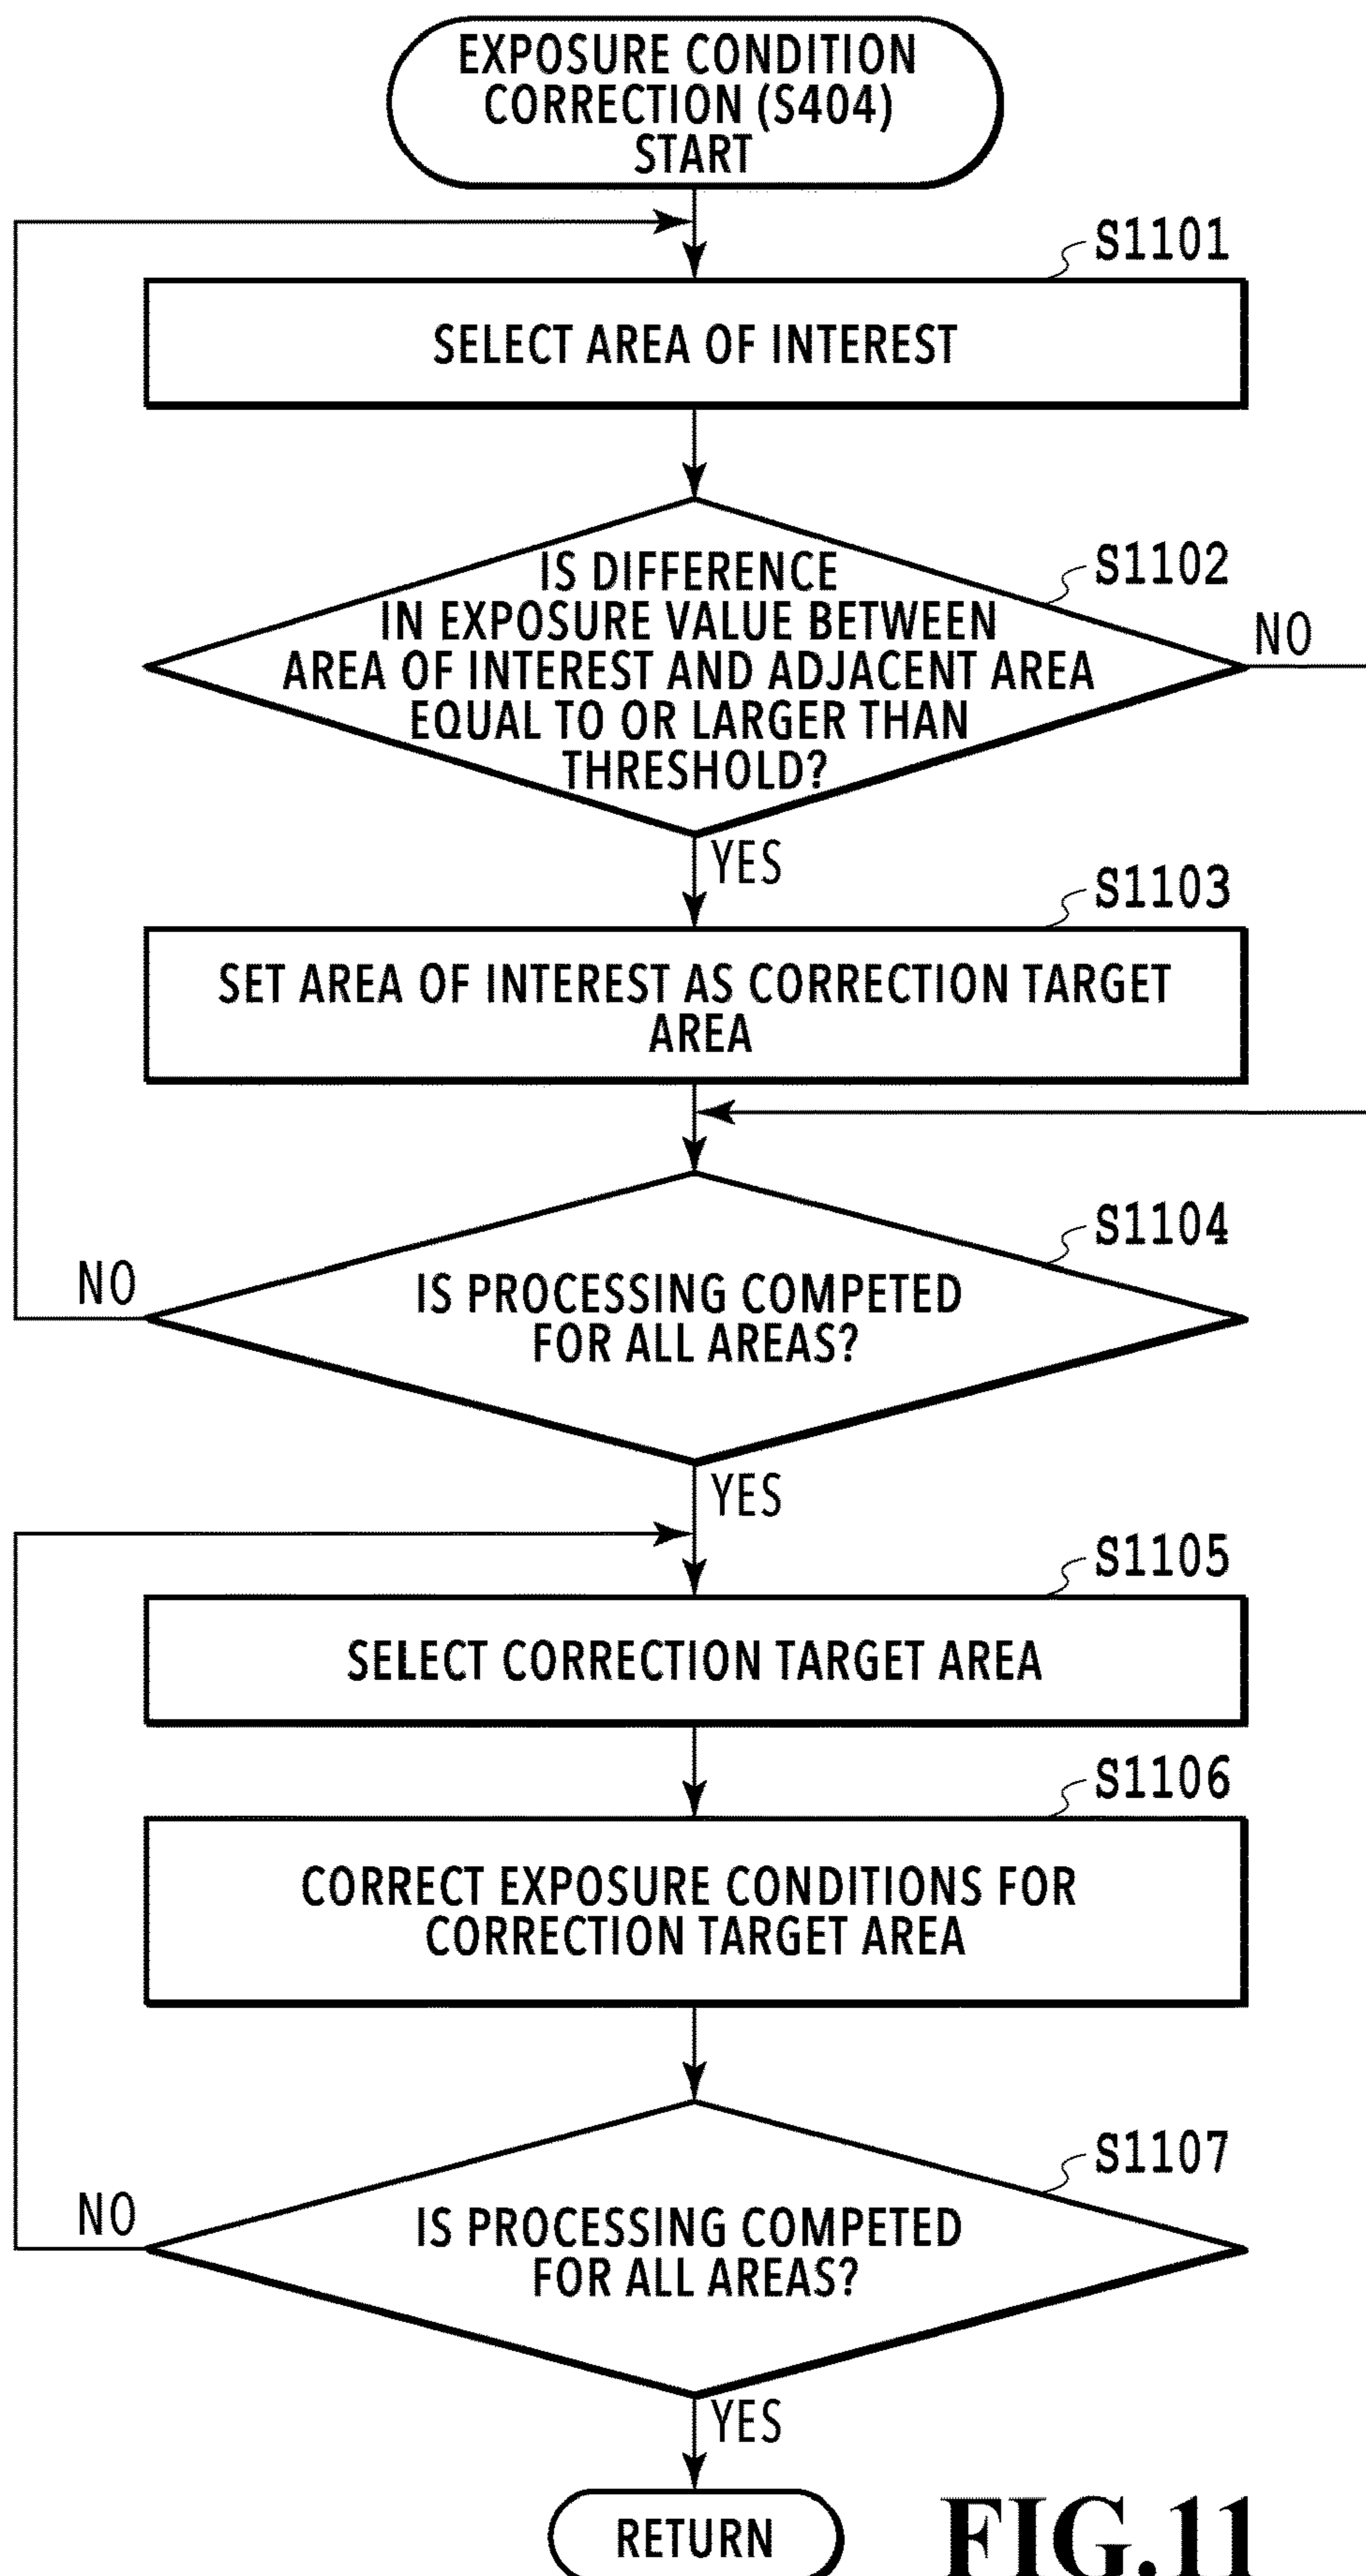 EXPOSURE CONDITION
CORRECTION (S404)
START
S1101
SELECT AREA OF INTEREST
S1102
IS DIFFERENCE
IN EXPOSURE VALUE BETWEEN
AREA OF INTEREST AND ADJACENT AREA
EQUAL TO OR LARGER THAN
THRESHOLD?
NO
YES
S1103
SET AREA OF INTEREST AS CORRECTION TARGET
AREA
S1104
IS PROCESSING COMPETED
FOR ALL AREAS?
NO
YES
S1105
SELECT CORRECTION TARGET AREA
S1106
CORRECT EXPOSURE CONDITIONS FOR
CORRECTION TARGET AREA
S1107
IS PROCESSING COMPETED
FOR ALL AREAS?
NO
YES
RETURN
FIG.11